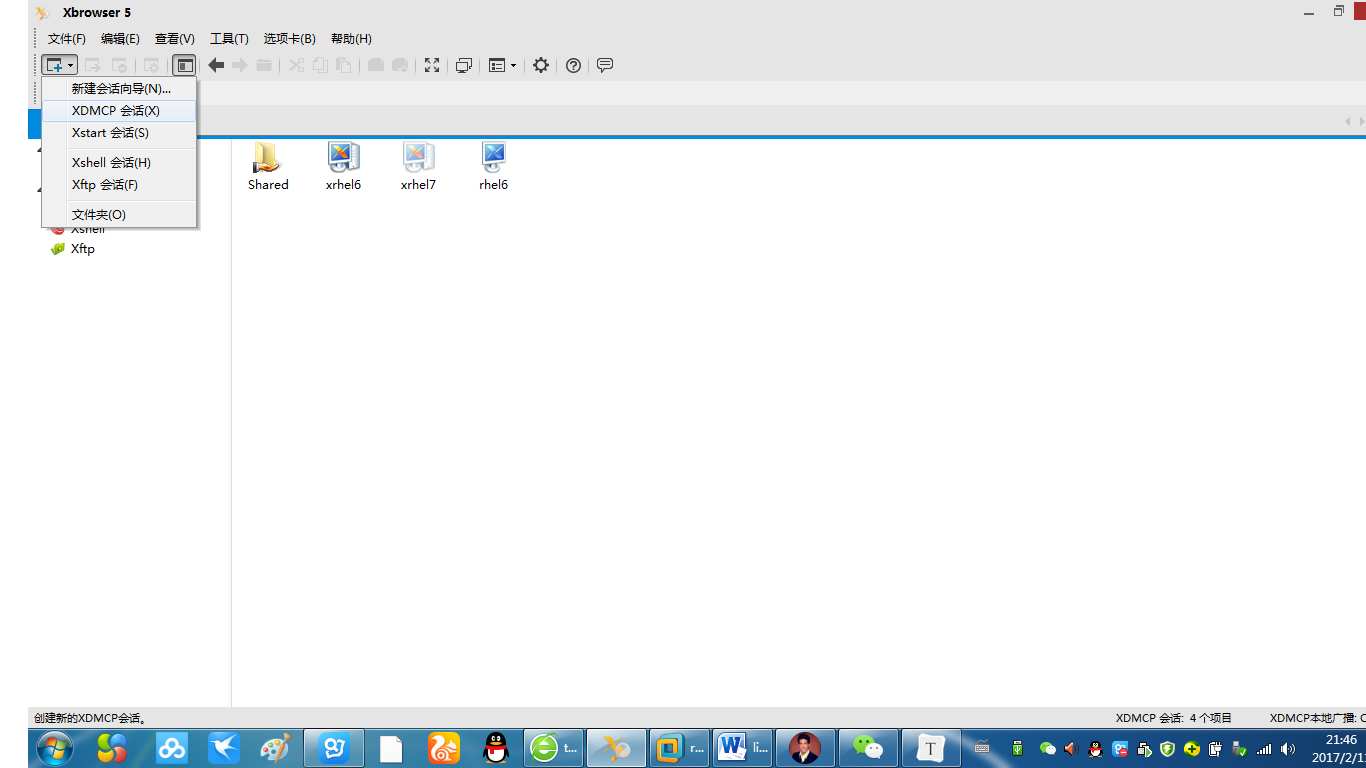 Xbrowser 5
文件(F) 编辑(E) 查看(V) 工具(T) 选项卡(B) 帮助(H)
新建会话向导(N)...
XDMCP 会话(X)
Xstart 会话(S)
Xshell 会话(H)
Xftp 会话(F)
文件夹(O)
Xshell
Xftp
Shared xrhel6 xrhel7 rhel6
创建新的XDMCP会话。 XDMCP 会话: 4 个项目 XDMCP本地广播:
t... r... li... T
21:46
2017/2/1